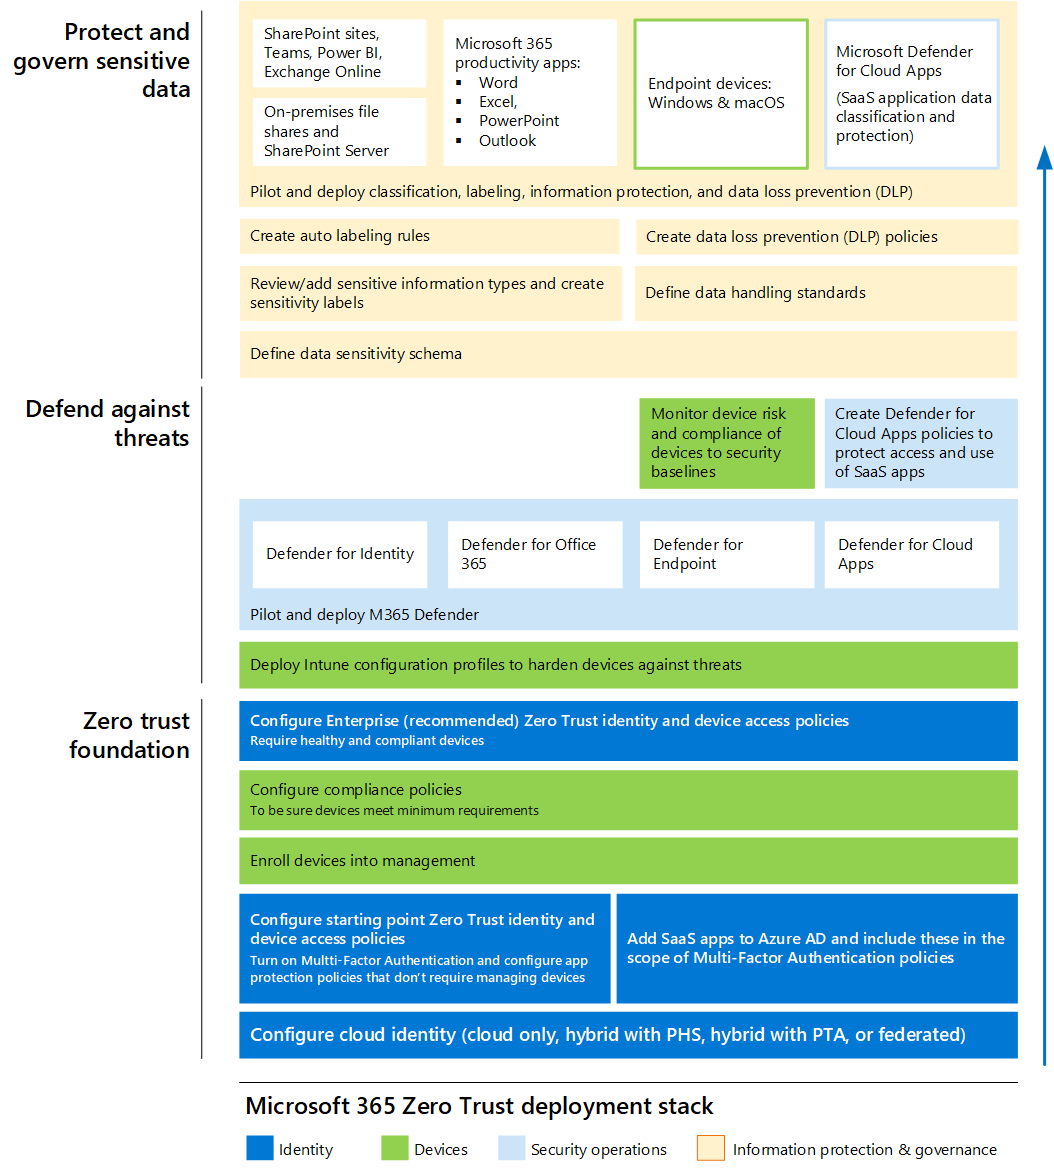 Protect and
govern sensitive
data
SharePoint sites,
Teams, Power BI,
Exchange Online
On-premises file
shares and
SharePoint Server
Microsoft 365
productivity apps:
▪ Word
▪ Excel,
▪ PowerPoint
▪ Outlook
Endpoint devices:
Windows & macOS
Microsoft Defender
for Cloud Apps
(SaaS application data
classification and
protection)
Pilot and deploy classification, labeling, information protection, and data loss prevention (DLP)
Create auto labeling rules
Create data loss prevention (DLP) policies
Review/add sensitive information types and create
sensitivity labels
Define data handling standards
Define data sensitivity schema
Defend against
threats
Monitor device risk
and compliance of
devices to security
baselines
Create Defender for
Cloud Apps policies to
protect access and use
of SaaS apps
Defender for Identity
Defender for Office
365
Defender for
Endpoint
Defender for Cloud
Apps
Pilot and deploy M365 Defender
Deploy Intune configuration profiles to harden devices against threats
Zero trust
foundation
Configure Enterprise (recommended) Zero Trust identity and device access policies
Require healthy and compliant devices
Configure compliance policies
To be sure devices meet minimum requirements
Enroll devices into management
Configure starting point Zero Trust identity and
device access policies
Turn on Multti-Factor Authentication and configure app
protection policies that don’t require managing devices
Add SaaS apps to Azure AD and include these in the
scope of Multi-Factor Authentication policies
Configure cloud identity (cloud only, hybrid with PHS, hybrid with PTA, or federated)
Microsoft 365 Zero Trust deployment stack
Identity
Devices
Security operations
Information protection & governance